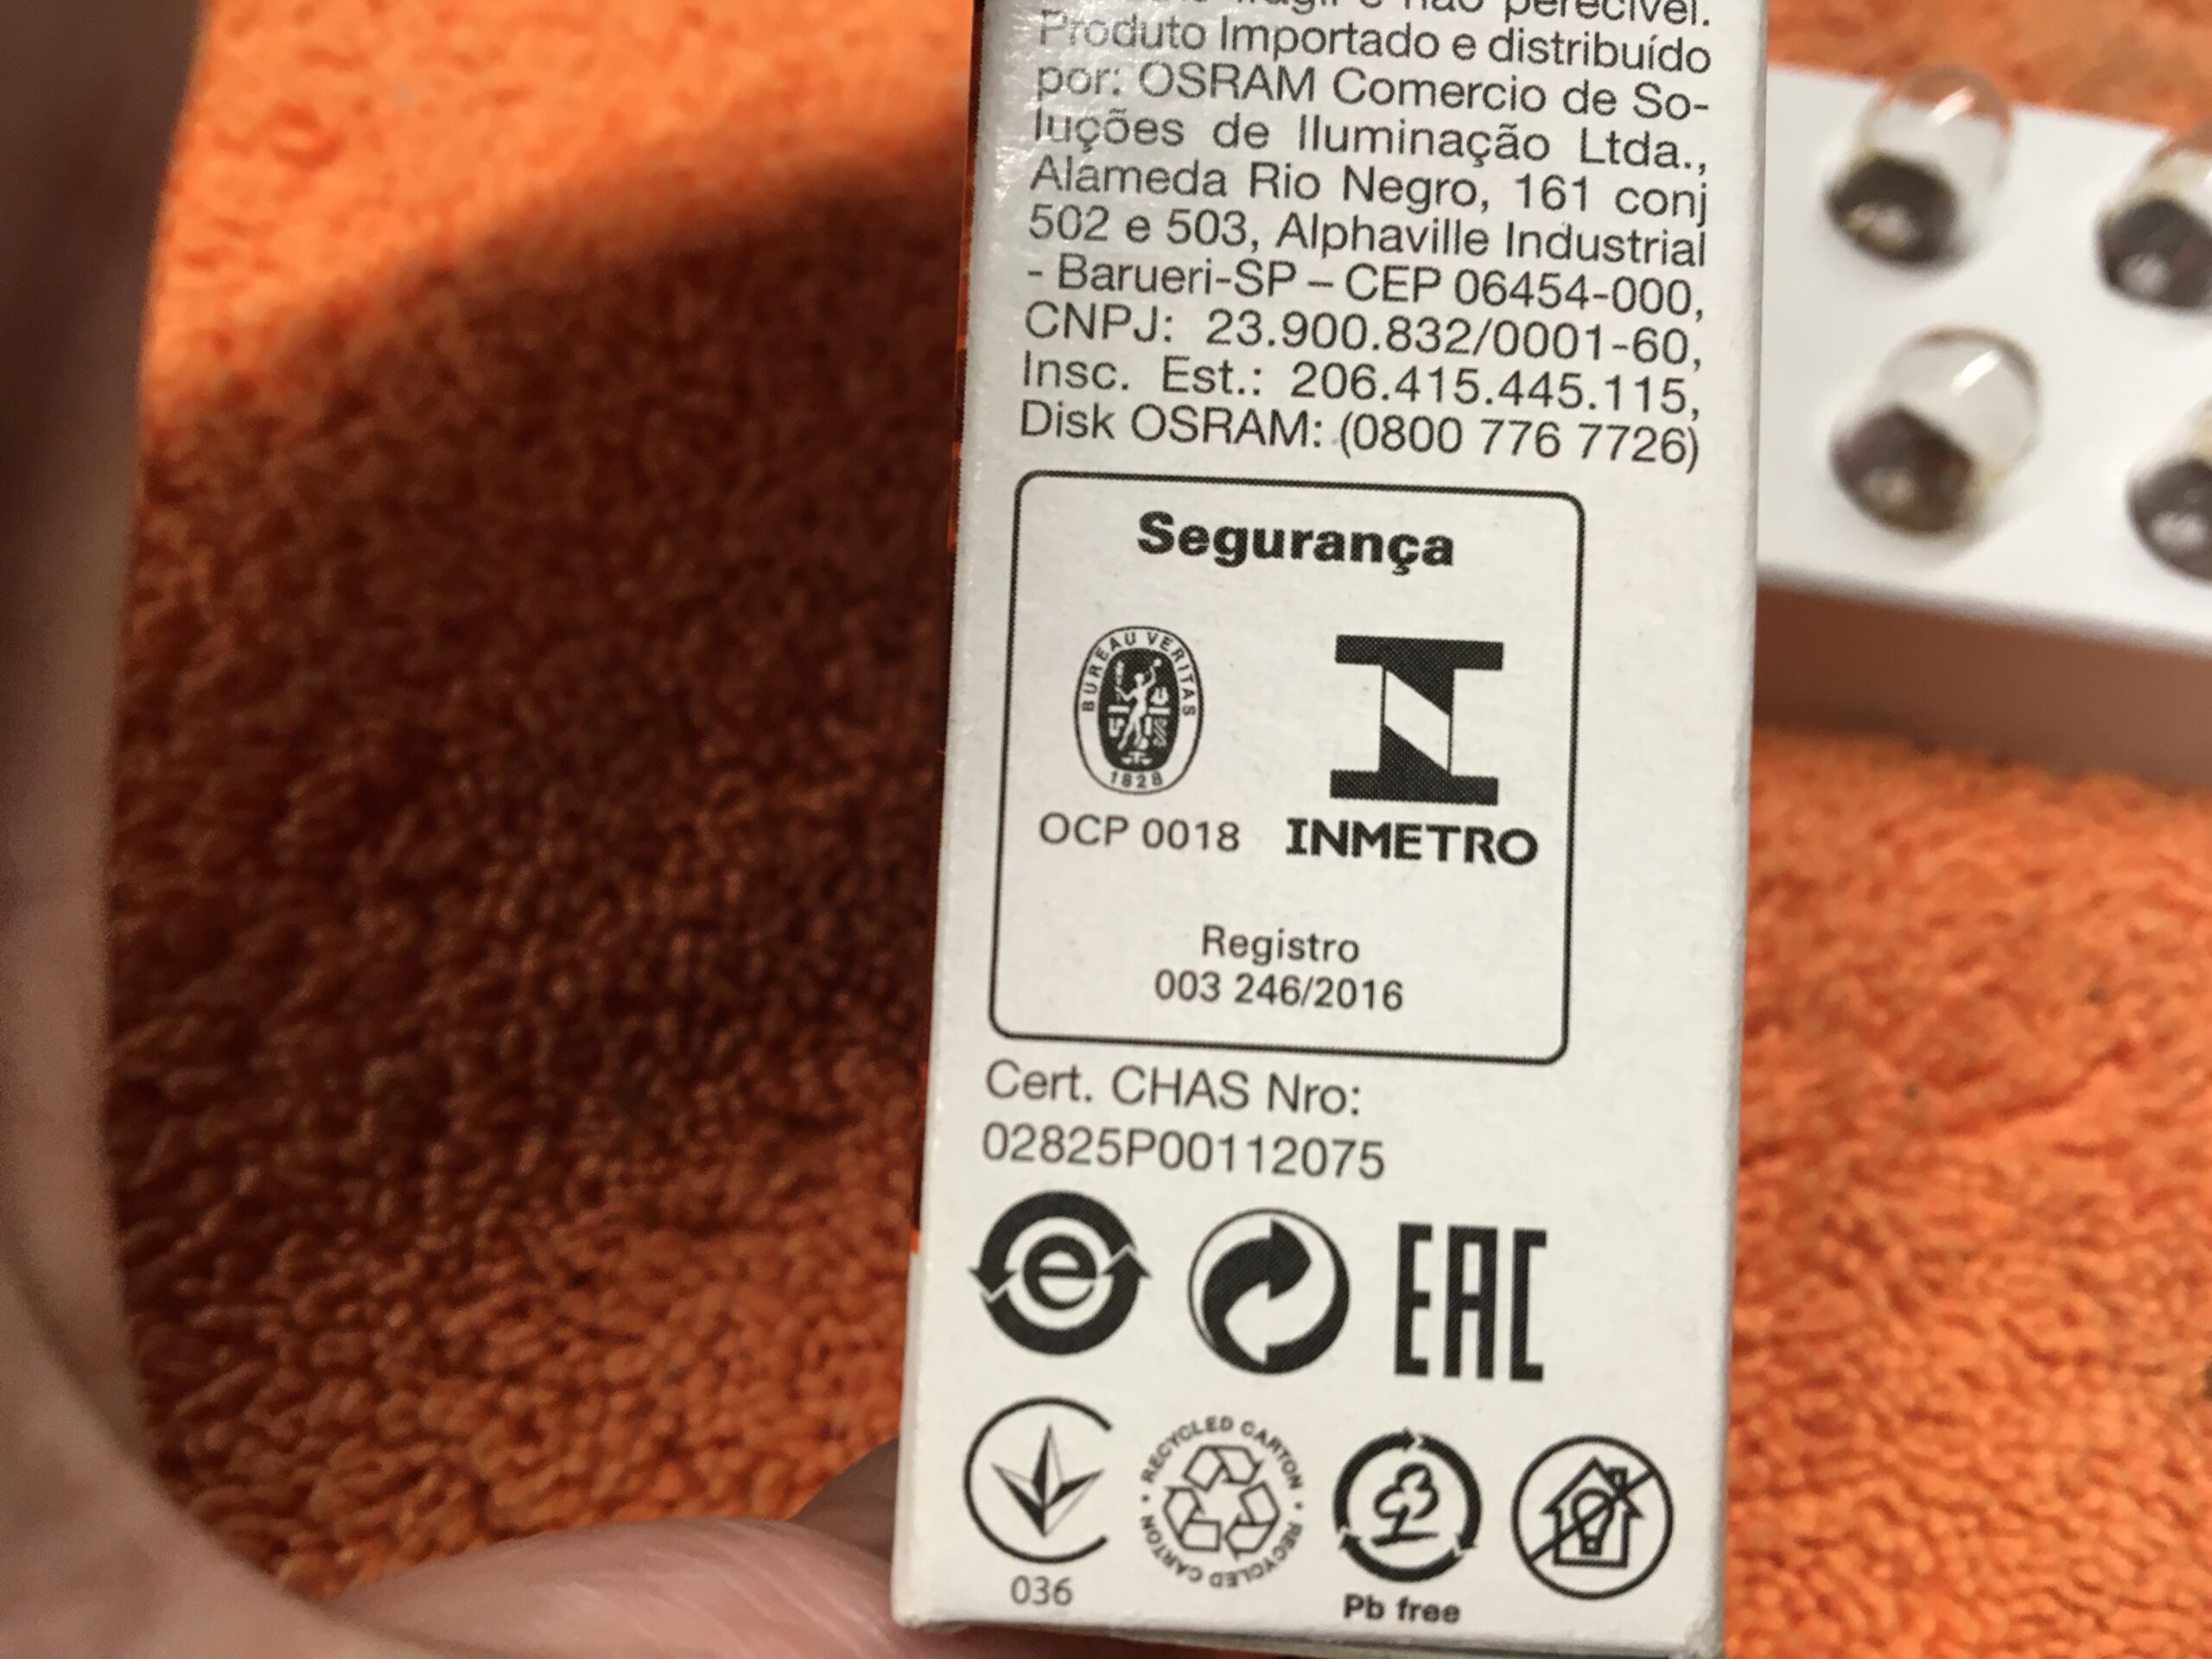 frágil e não perecível.
Produto Importado e distribuído
por: OSRAM Comercio de So-
luções de Iluminação Ltda.,
Alameda Rio Negro, 161 conj
502 e 503, Alphaville Industrial
- Barueri-SP – CEP 06454-000,
CNPJ: 23.900.832/0001-60,
Insc. Est.: 206.415.445.115,
Disk OSRAM: (0800 776 7726)
Segurança
BUREAU VERITAS
1828
OCP 0018 INMETRO
Registro
003 246/2016
Cert. CHAS Nro:
02825P00112075
e EAC
RECYCLED CARTON • RECYCLED CARTON •
036
Pb free